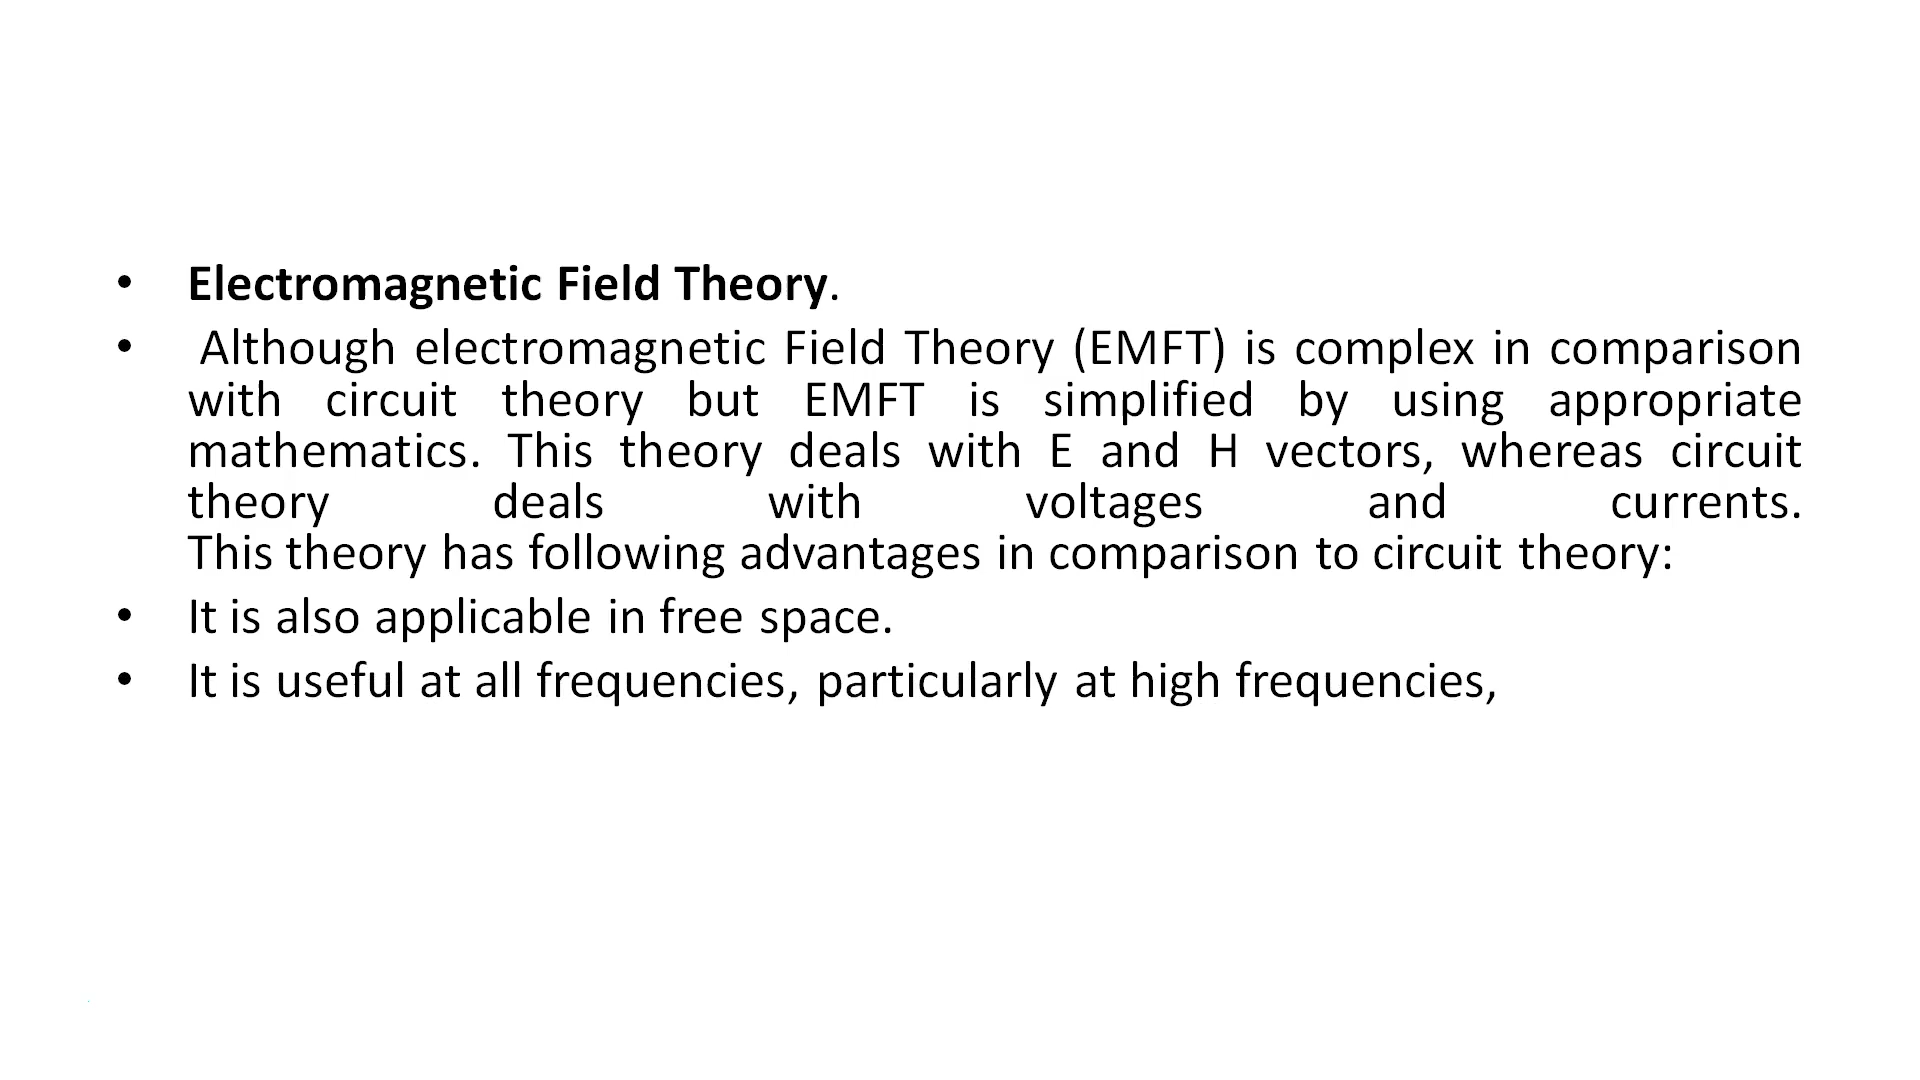 • Electromagnetic Field Theory.
• Although electromagnetic Field Theory (EMFT) is complex in comparison
with circuit theory but EMFT is simplified by using appropriate
mathematics. This theory deals with E and H vectors, whereas circuit
theory deals with voltages and currents.
This theory has following advantages in comparison to circuit theory:
• It is also applicable in free space.
• It is useful at all frequencies, particularly at high frequencies,